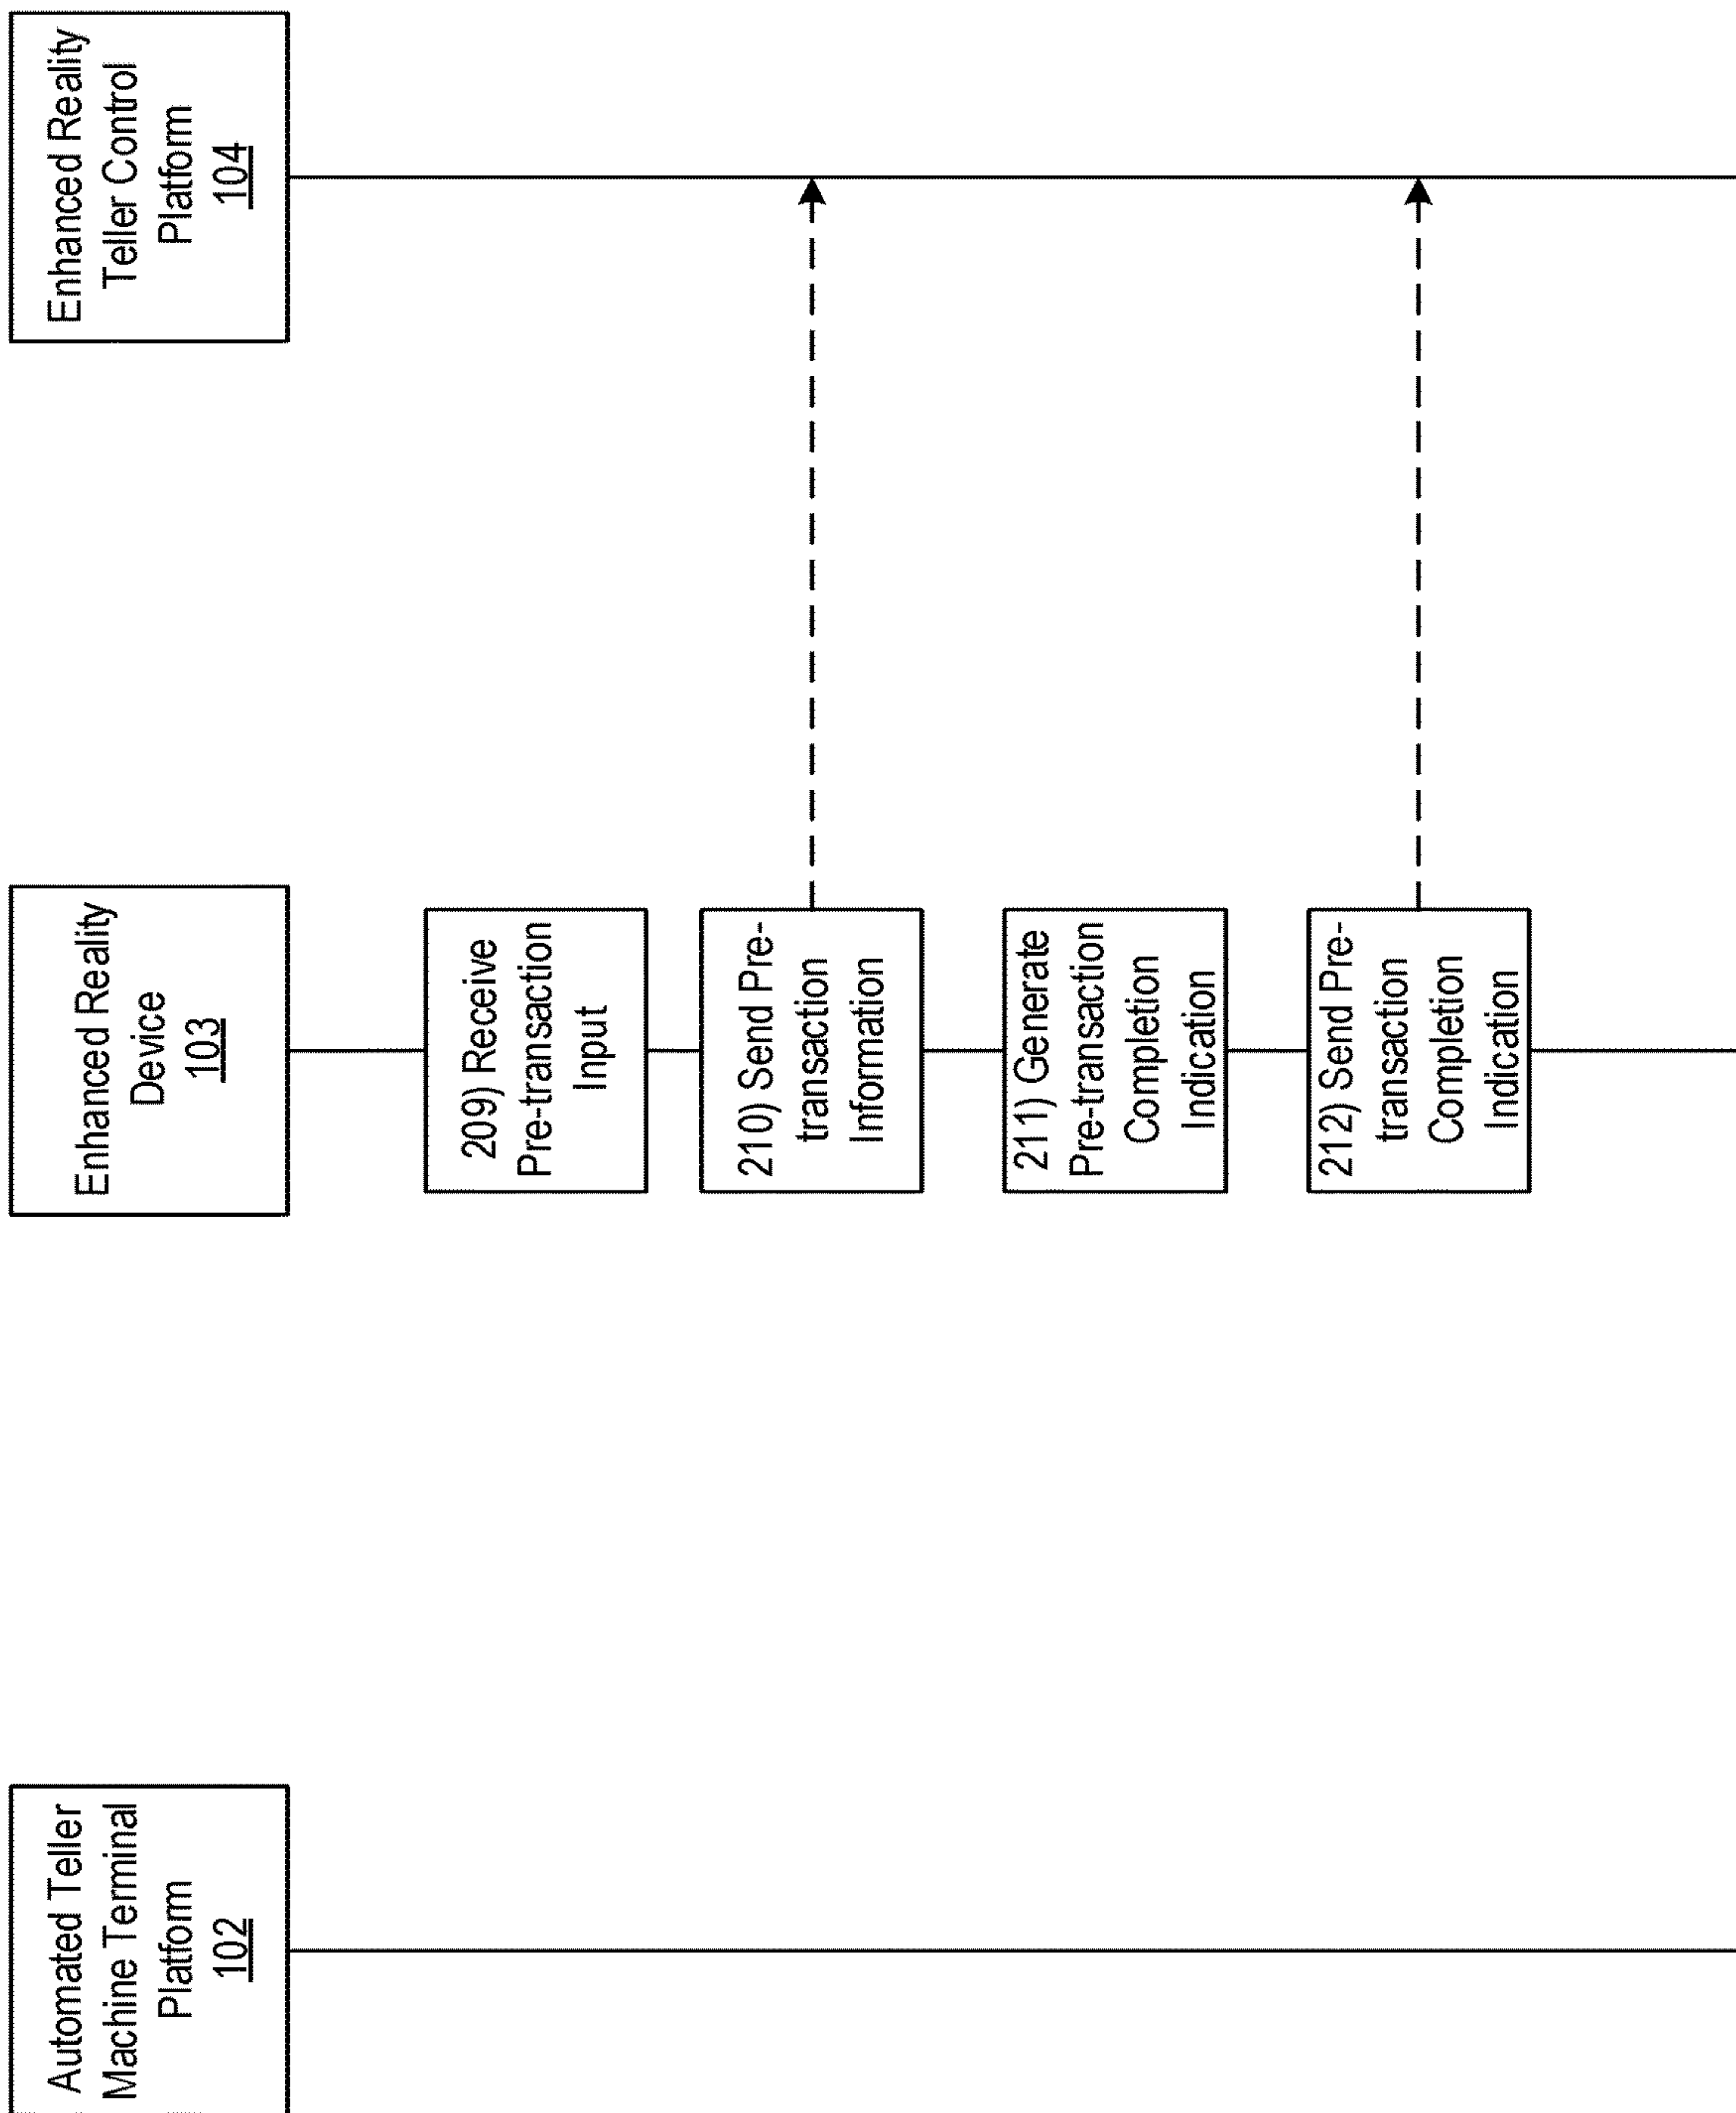 Automated Teller
Machine Terminal
Platform
102
Enhanced Reality
Device
103
Enhanced Reality
Teller Control
Platform
104
209) Receive
Pre-transaction
Input
210) Send Pre-
transaction
Information
211) Generate
Pre-transaction
Completion
Indication
212) Send Pre-
transaction
Completion
Indication